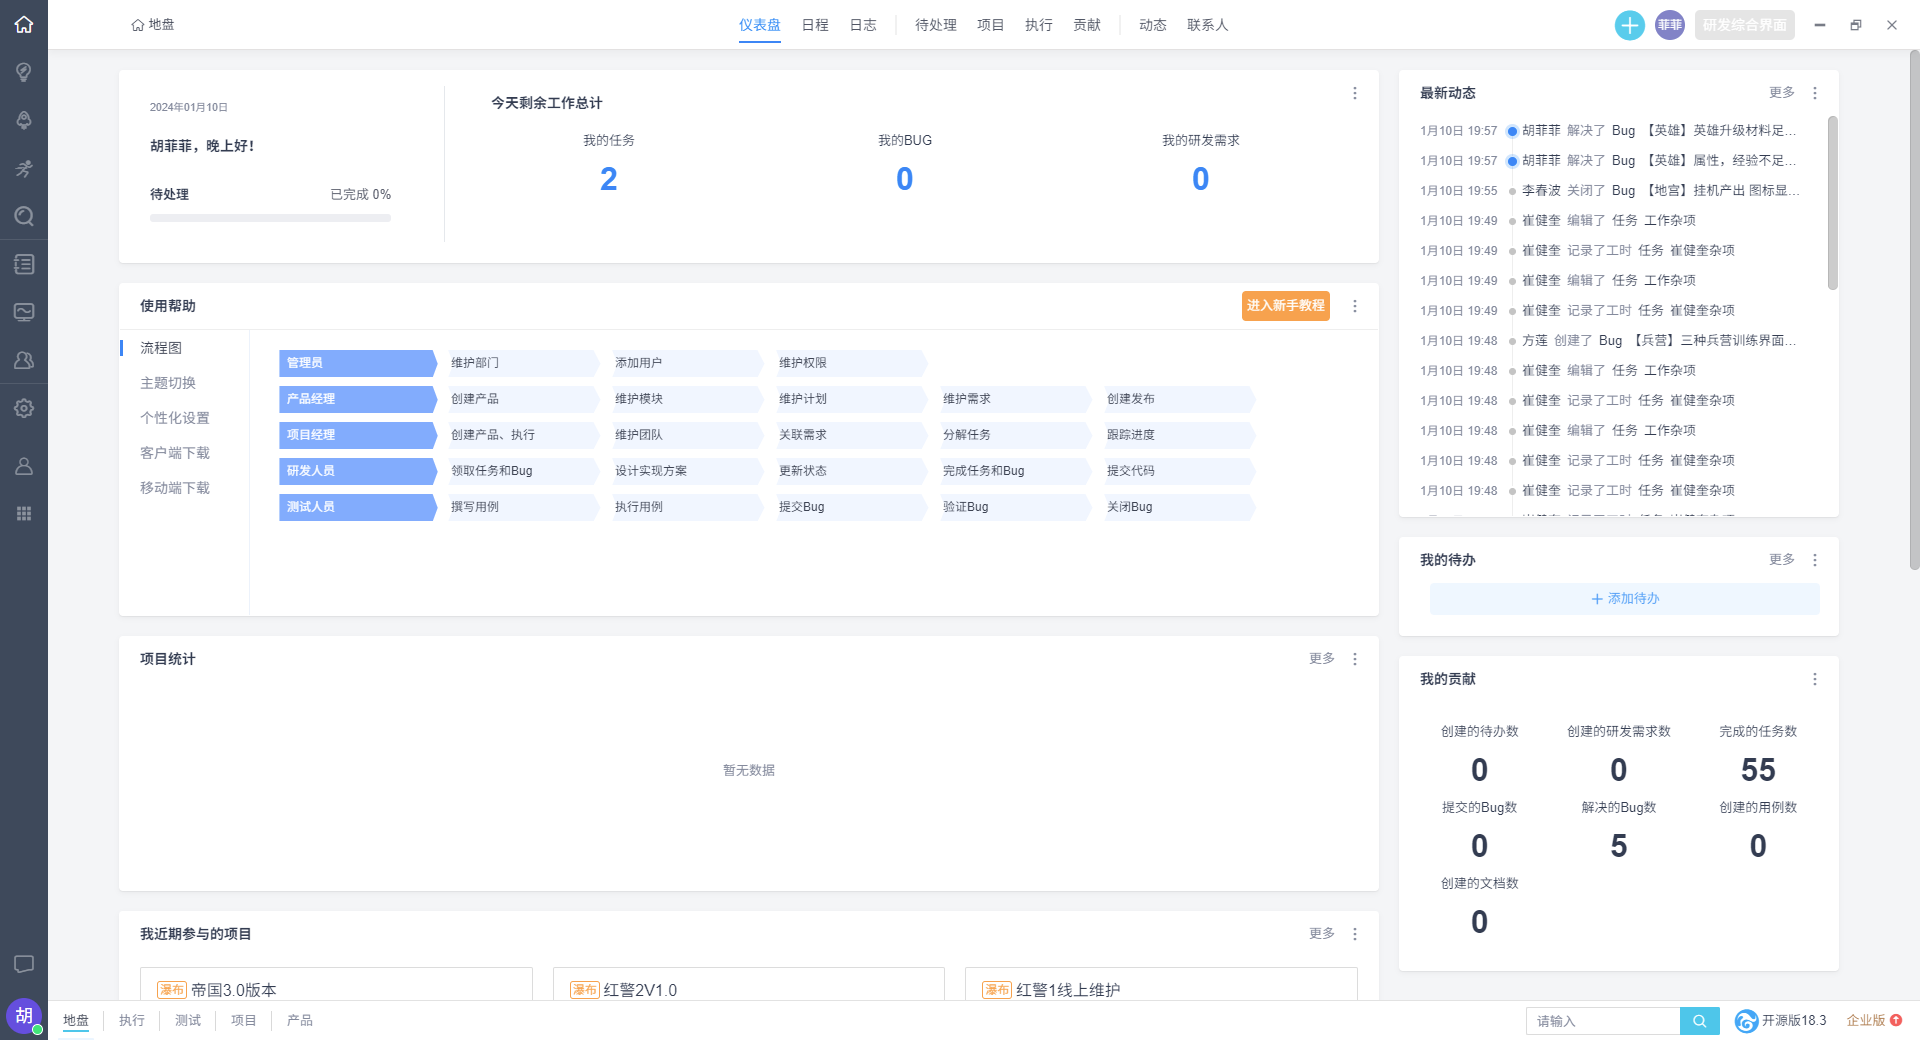 地盘
仪表盘 日程 日志 待处理 项目 执行 贡献 动态 联系人
菲菲 研发综合界面
2024年01月10日
胡菲菲，晚上好！
待处理 已完成 0%
今天剩余工作总计
我的任务 我的BUG 我的研发需求
2 0 0
使用帮助 进入新手教程
流程图
主题切换
个性化设置
客户端下载
移动端下载
管理员 维护部门 添加用户 维护权限
产品经理 创建产品 维护模块 维护计划 维护需求 创建发布
项目经理 创建产品、执行 维护团队 关联需求 分解任务 跟踪进度
研发人员 领取任务和Bug 设计实现方案 更新状态 完成任务和Bug 提交代码
测试人员 撰写用例 执行用例 提交Bug 验证Bug 关闭Bug
项目统计 更多
暂无数据
我近期参与的项目 更多
瀑布 帝国3.0版本
瀑布 红警2V1.0
瀑布 红警1线上维护
最新动态 更多
1月10日 19:57 胡菲菲 解决了 Bug 【英雄】英雄升级材料足...
1月10日 19:57 胡菲菲 解决了 Bug 【英雄】属性，经验不足...
1月10日 19:55 李春波 关闭了 Bug 【地宫】挂机产出 图标显...
1月10日 19:49 崔健奎 编辑了 任务 工作杂项
1月10日 19:49 崔健奎 记录了工时 任务 崔健奎杂项
1月10日 19:49 崔健奎 编辑了 任务 工作杂项
1月10日 19:49 崔健奎 记录了工时 任务 崔健奎杂项
1月10日 19:48 方莲 创建了 Bug 【兵营】三种兵营训练界面...
1月10日 19:48 崔健奎 编辑了 任务 工作杂项
1月10日 19:48 崔健奎 记录了工时 任务 崔健奎杂项
1月10日 19:48 崔健奎 编辑了 任务 工作杂项
1月10日 19:48 崔健奎 记录了工时 任务 崔健奎杂项
1月10日 19:48 崔健奎 记录了工时 任务 崔健奎杂项
我的待办 更多
添加待办
我的贡献
创建的待办数 创建的研发需求数 完成的任务数
0 0 55
提交的Bug数 解决的Bug数 创建的用例数
0 5 0
创建的文档数
0
胡
地盘 执行 测试 项目 产品
请输入
开源版18.3 企业版